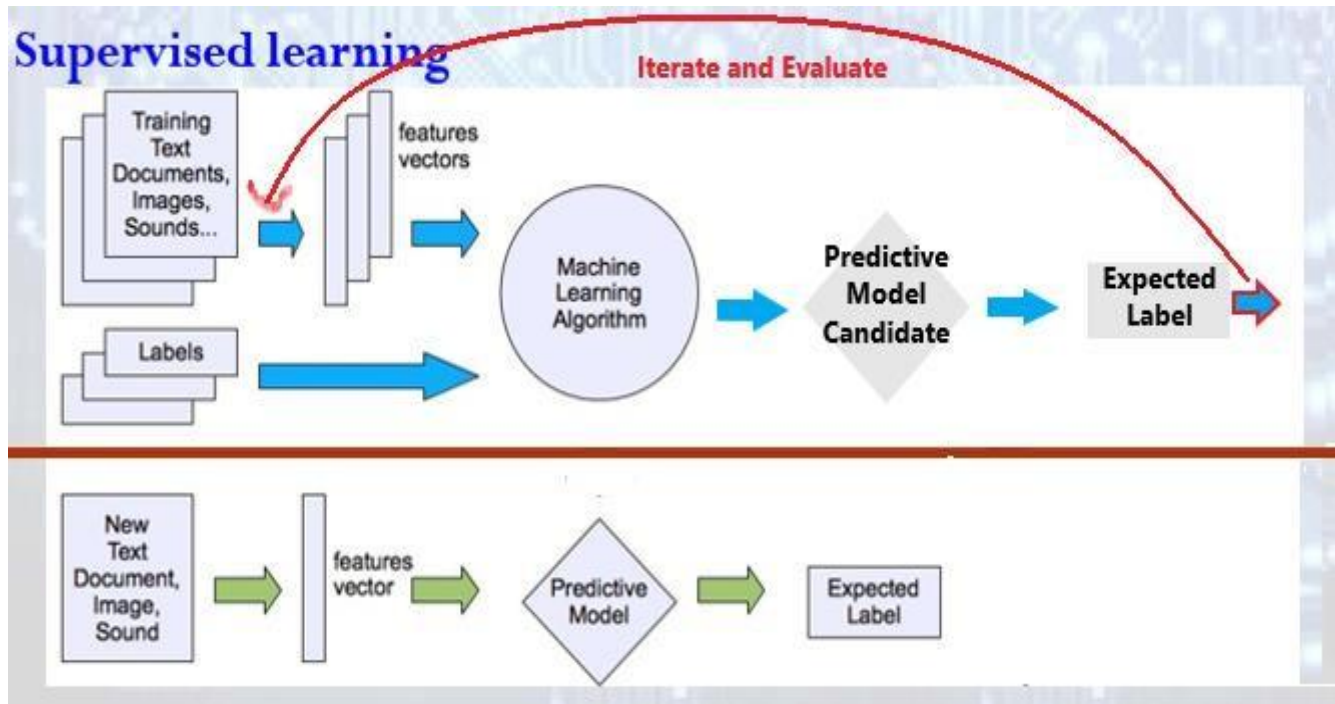 Supervised learning
Iterate and Evaluate
Training
Text
Documents,
Images,
Sounds...
features
vectors
Machine
Learning
Algorithm
Predictive
Model
Candidate
Expected
Label
Labels
New
Text
Document,
Image,
Sound
features
vector
Predictive
Model
Expected
Label